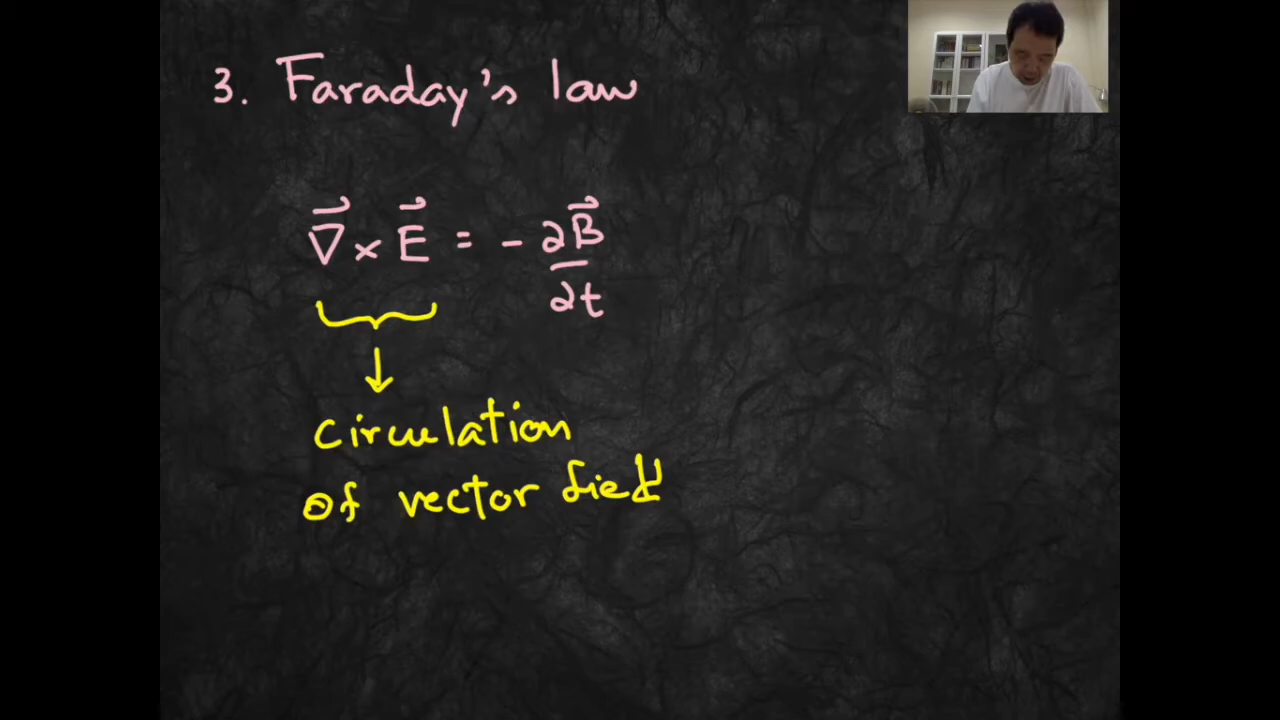 3. Faraday's law
∇⃗ × E⃗ = - ∂B⃗/∂t
circulation
of vector field